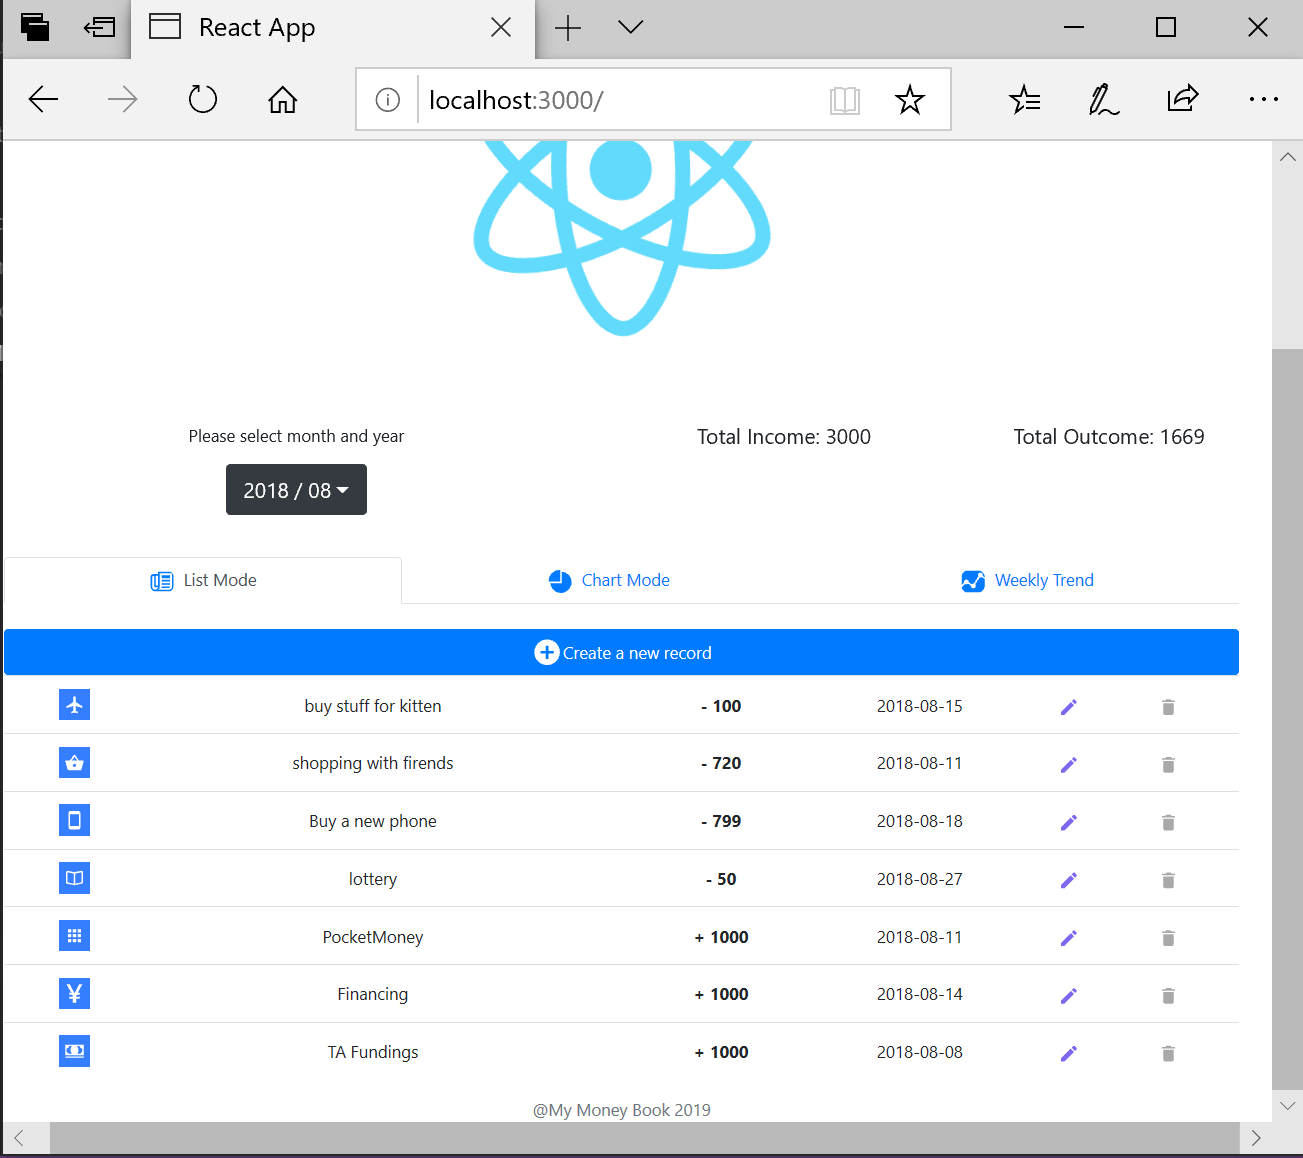 React App
localhost:3000/
Please select month and year
Total Income: 3000
Total Outcome: 1669
2018 / 08
List Mode
Chart Mode
Weekly Trend
Create a new record
buy stuff for kitten - 100 2018-08-15
shopping with firends - 720 2018-08-11
Buy a new phone - 799 2018-08-18
lottery - 50 2018-08-27
PocketMoney + 1000 2018-08-11
¥ Financing + 1000 2018-08-14
TA Fundings + 1000 2018-08-08
@My Money Book 2019